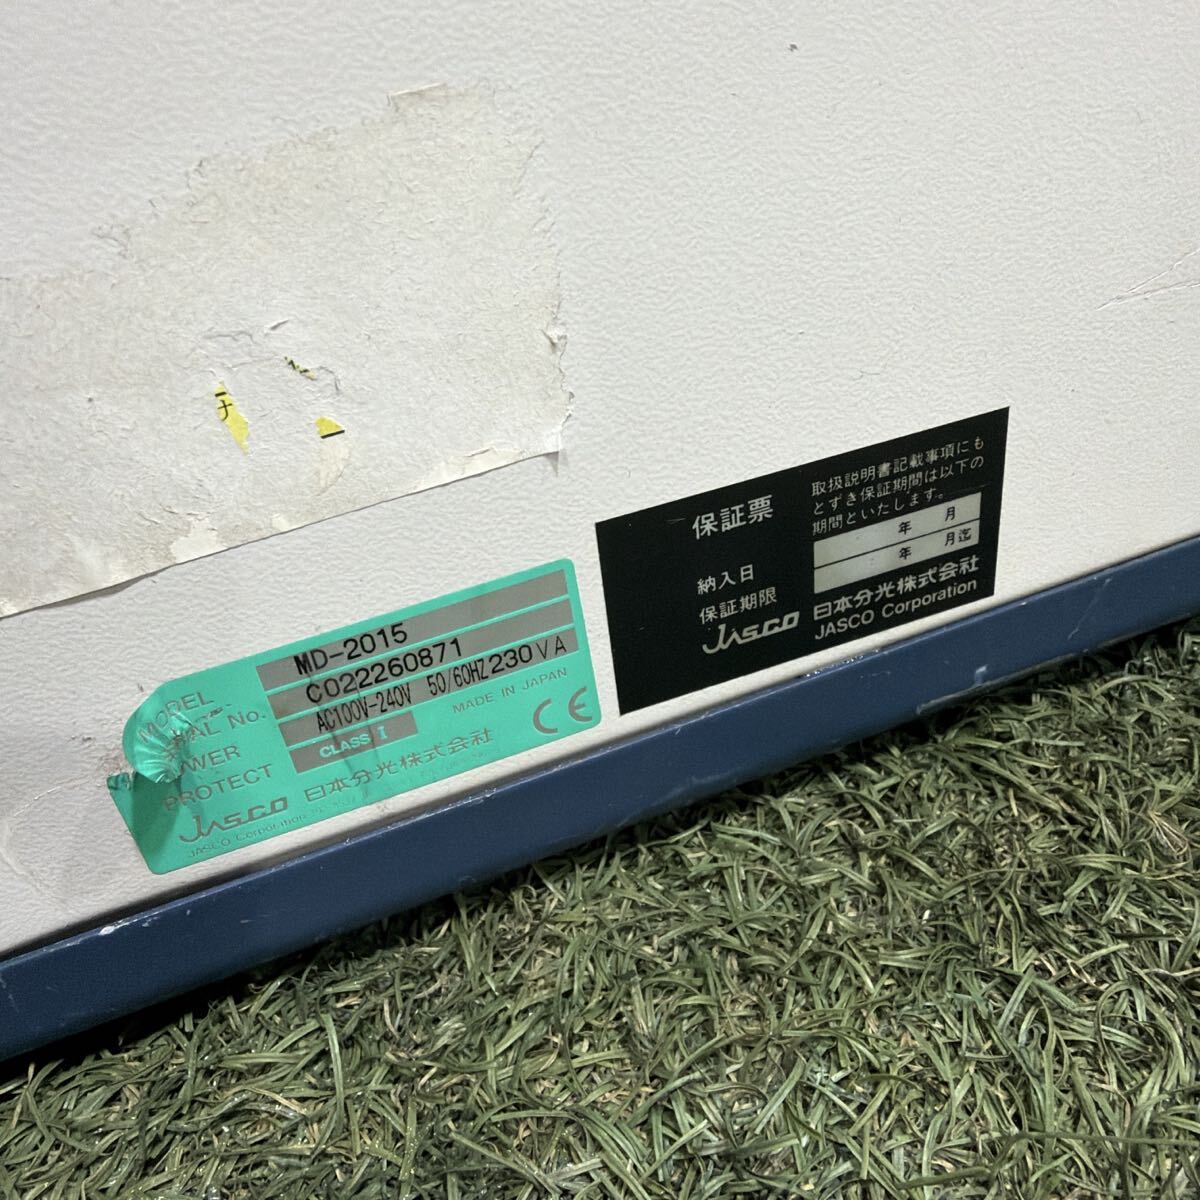 チ
MODEL MD-2015
SERIAL No. C022260871
POWER AC100V-240V 50/60HZ 230VA
PROTECT CLASS I MADE IN JAPAN
CE
JASCO 日本分光株式会社
JASCO Corporation
保証票
取扱説明書記載事項にも
とずき保証期間は以下の
期間といたします。
納入日 年 月
保証期限 年 月迄
JASCO 日本分光株式会社
JASCO Corporation